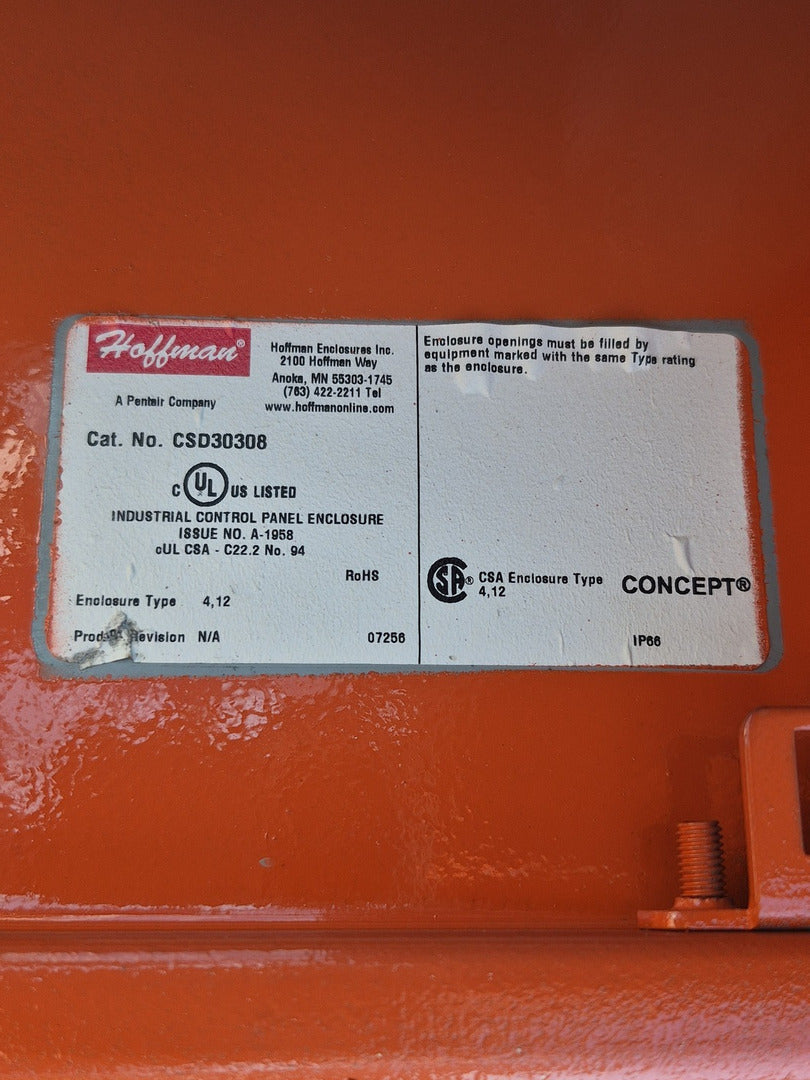 Hoffman®
A Pentair Company
Hoffman Enclosures Inc.
2100 Hoffman Way
Anoka, MN 55303-1745
(763) 422-2211 Tel
www.hoffmanonline.com
Cat. No. CSD30308
C UL US LISTED
INDUSTRIAL CONTROL PANEL ENCLOSURE
ISSUE NO. A-1958
cUL CSA - C22.2 No. 94
RoHS
Enclosure Type 4,12
Revision N/A 07256
Enclosure openings must be filled by
equipment marked with the same Type rating
as the enclosure.
SA® CSA Enclosure Type
4,12
CONCEPT®
IP66